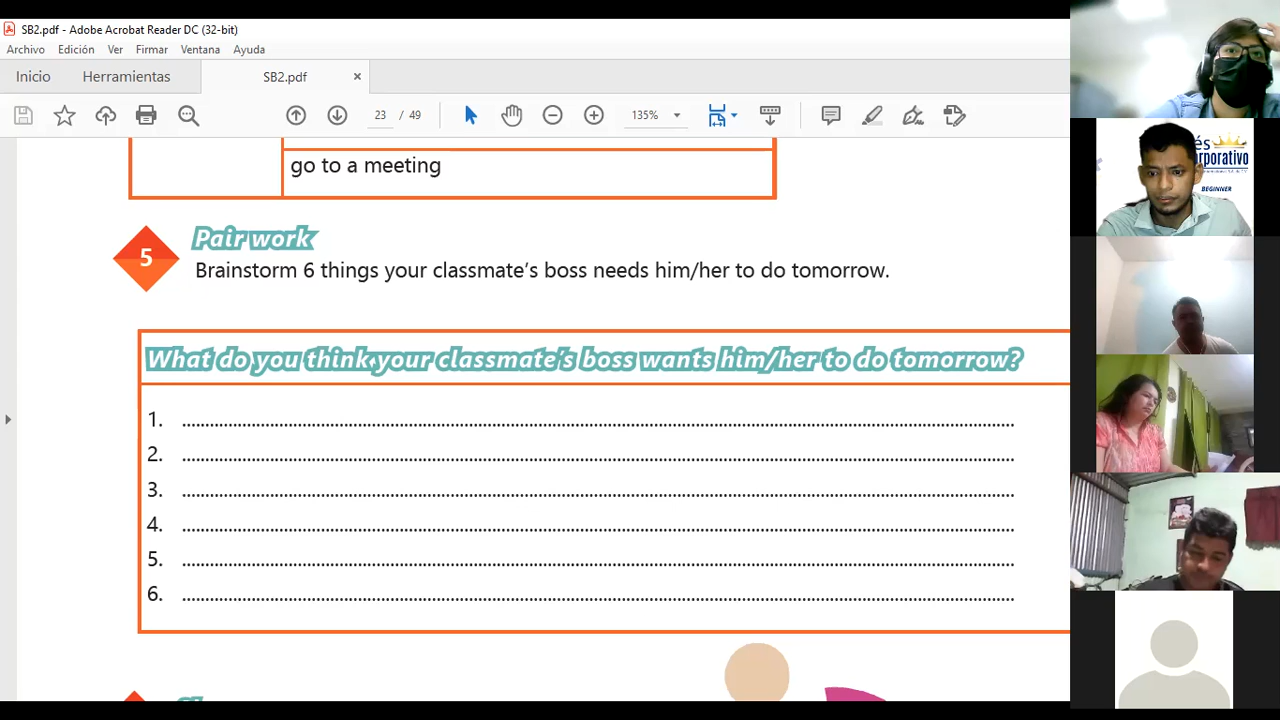 SB2.pdf - Adobe Acrobat Reader DC (32-bit)
Archivo Edición Ver Firmar Ventana Ayuda
Inicio Herramientas SB2.pdf ×
23 / 49 135%
go to a meeting
5 Pair work
Brainstorm 6 things your classmate's boss needs him/her to do tomorrow.
What do you think your classmate's boss wants him/her to do tomorrow?
1.
2.
3.
4.
5.
6.
és
orporativo
BEGINNER